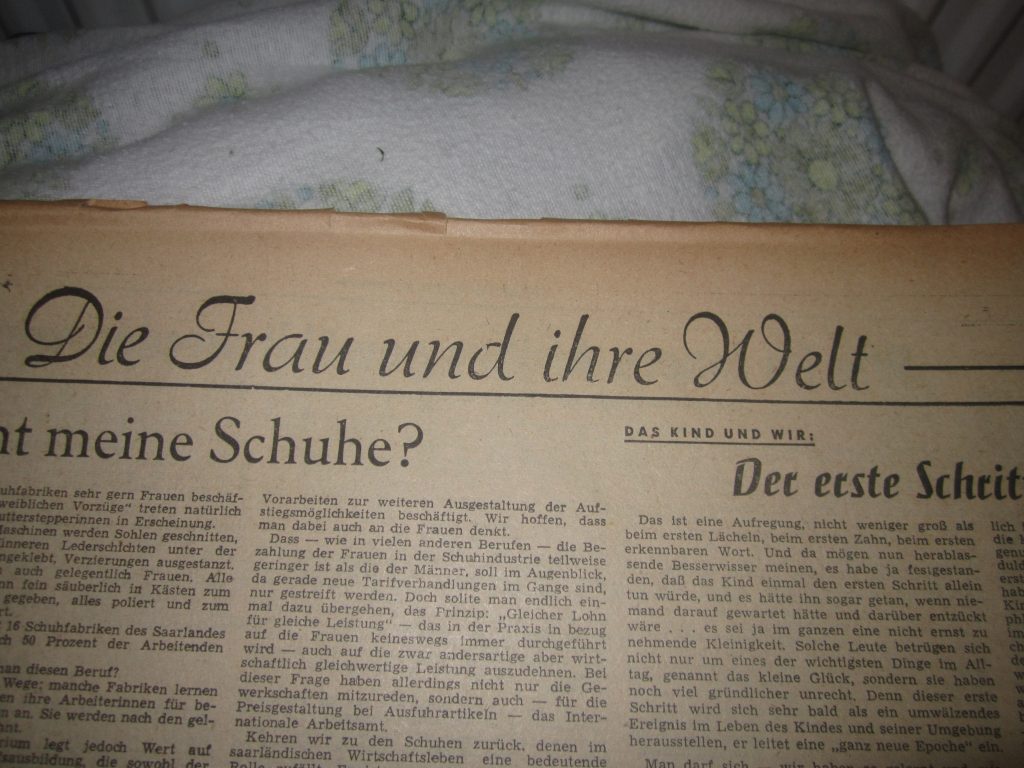 Die Frau und ihre Welt
meine Schuhe?
sehr gern Frauen beschäf-
Vorzüge“ treten natürlich
in Erscheinung.
werden Sohlen geschnitten,
Lederschichten unter der
Verzierungen ausgestanzt.
auch gelegentlich Frauen. Alle
fein säuberlich in Kästen zum
gegeben, alles poliert und zum
16 Schuhfabriken des Saarlandes
50 Prozent der Arbeitenden
diesen Beruf?
Wege: manche Fabriken lernen
ihre Arbeiterinnen für be-
an. Sie werden nach den gel-
legt jedoch Wert auf
die sowohl der
Vorarbeiten zur weiteren Ausgestaltung der Auf-
stiegsmöglichkeiten beschäftigt. Wir hoffen, dass
man dabei auch an die Frauen denkt.
Dass — wie in vielen anderen Berufen — die Be-
zahlung der Frauen in der Schuhindustrie teilweise
geringer ist als die der Männer, soll im Augenblick,
da gerade neue Tarifverhandlungen im Gange sind,
nur gestreift werden. Doch sollte man endlich ein-
mal dazu übergehen, das Prinzip: „Gleicher Lohn
für gleiche Leistung“ — das in der Praxis in bezug
auf die Frauen keineswegs immer durchgeführt
wird — auch auf die zwar andersartige aber wirt-
schaftlich gleichwertige Leistung auszudehnen. Bei
dieser Frage haben allerdings nicht nur die Ge-
werkschaften mitzureden, sondern auch — für die
Preisgestaltung bei Ausfuhrartikeln — das Inter-
nationale Arbeitsamt.
Kehren wir zu den Schuhen zurück, denen im
saarländischen Wirtschaftsleben eine bedeutende
DAS KIND UND WIR:
Der erste Schritt
Das ist eine Aufregung, nicht weniger groß als
beim ersten Lächeln, beim ersten Zahn, beim ersten
erkennbaren Wort. Und da mögen nun herablas-
sende Besserwisser meinen, es habe ja festgestan-
den, daß das Kind einmal den ersten Schritt allein
tun würde, und es hätte ihn sogar getan, wenn nie-
mand darauf gewartet hätte und darüber entzückt
wäre . . . es sei ja im ganzen eine nicht ernst zu
nehmende Kleinigkeit. Solche Leute betrügen sich
nicht nur um eines der wichtigsten Dinge im All-
tag, genannt das kleine Glück, sondern sie haben
noch viel gründlicher unrecht. Denn dieser erste
Schritt wird sich sehr bald als ein umwälzendes
Ereignis im Leben des Kindes und seiner Umgebung
herausstellen, er leitet eine „ganz neue Epoche“ ein.
Man darf sich
lich